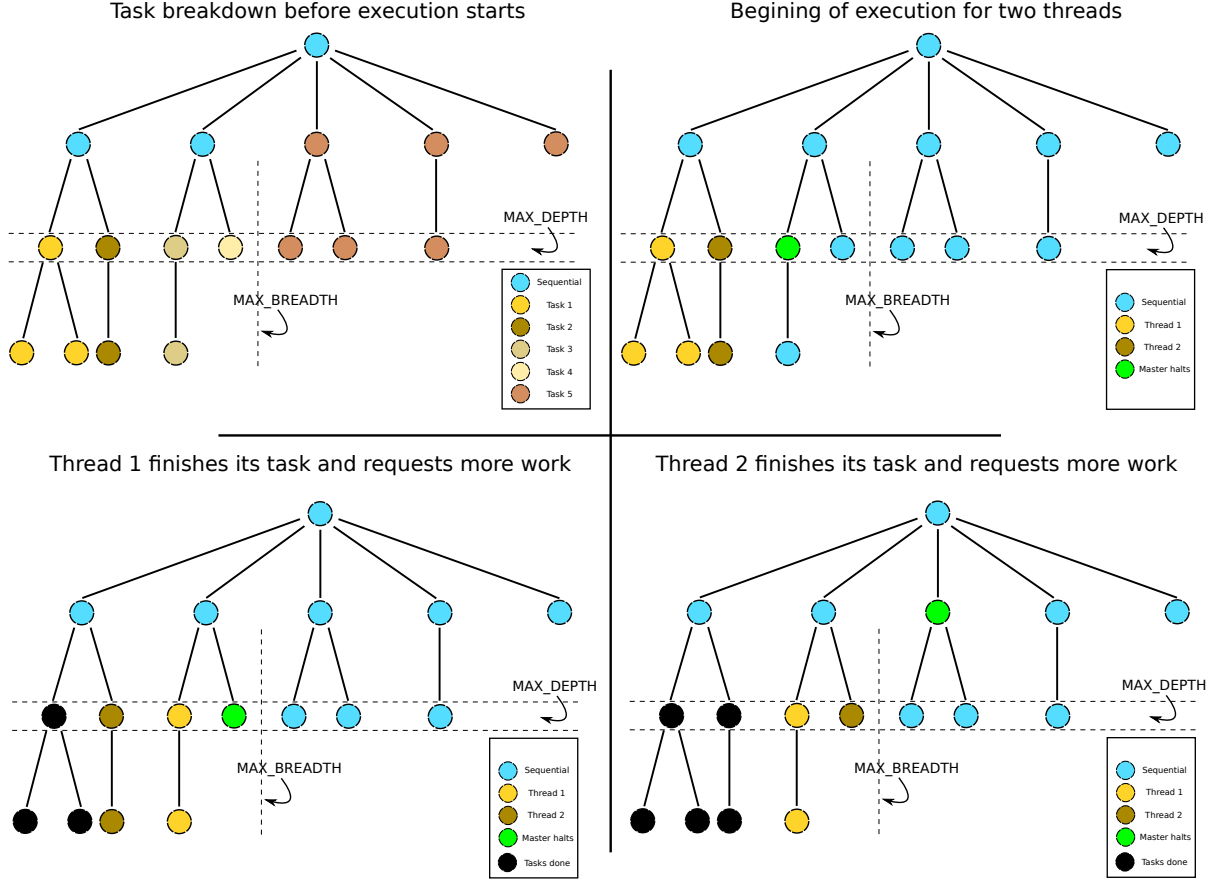 Task breakdown before execution starts
MAX_DEPTH
MAX_BREADTH
Sequential
Task 1
Task 2
Task 3
Task 4
Task 5
Begining of execution for two threads
MAX_DEPTH
MAX_BREADTH
Sequential
Thread 1
Thread 2
Master halts
Thread 1 finishes its task and requests more work
MAX_DEPTH
MAX_BREADTH
Sequential
Thread 1
Thread 2
Master halts
Tasks done
Thread 2 finishes its task and requests more work
MAX_DEPTH
MAX_BREADTH
Sequential
Thread 1
Thread 2
Master halts
Tasks done